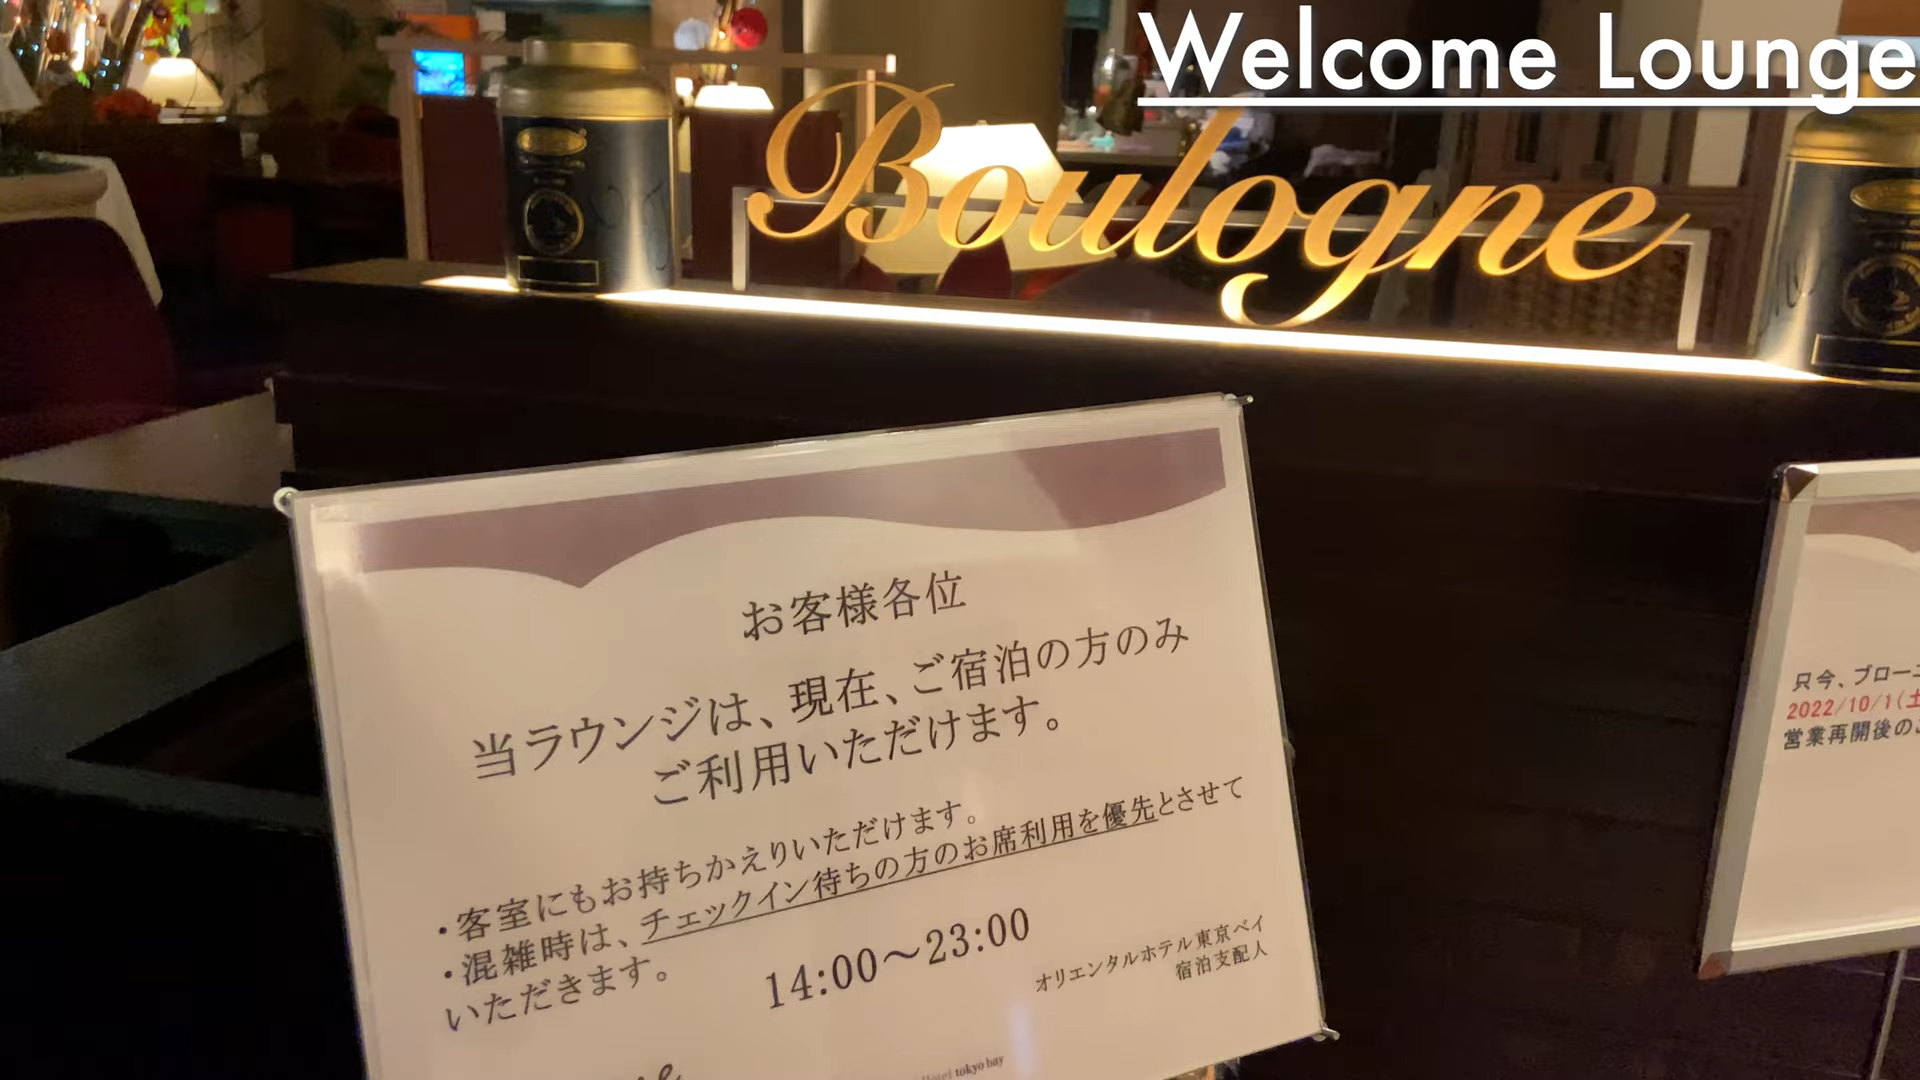 Welcome Lounge
Boulogne
お客様各位
当ラウンジは、現在、ご宿泊の方のみ
ご利用いただけます。
・客室にもお持ちかえりいただけます。
・混雑時は、チェックイン待ちの方のお席利用を優先とさせて
いただきます。
14:00～23:00
オリエンタルホテル東京ベイ
宿泊支配人
tokyo bay
只今、ブローニ
2022/10/1(土
営業再開後の